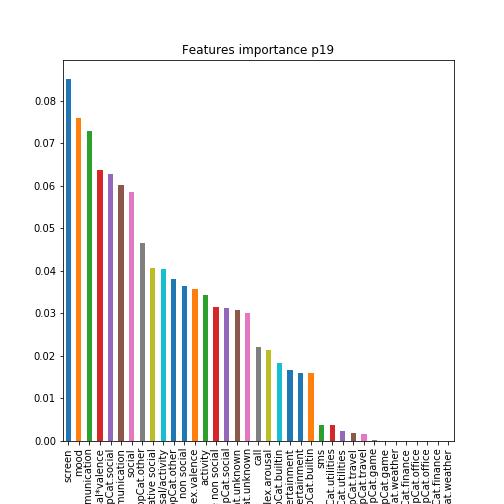 Features importance p19
0.08
0.07
0.06
0.05
0.04
0.03
0.02
0.01
0.00
screen
mood
munication
al*valence
pCat.social
munication
social
pCat.other
ative social
sal/activity
pCat.other
non social
ex.valence
activity
non social
pCat.social
t.unknown
t.unknown
call
lex.arousal
pCat.builtin
ertainment
ertainment
pCat.builtin
sms
Cat.utilities
Cat.utilities
pCat.travel
pCat.travel
pCat.game
pCat.game
at.weather
Cat.finance
pCat.office
pCat.office
Cat.finance
at.weather